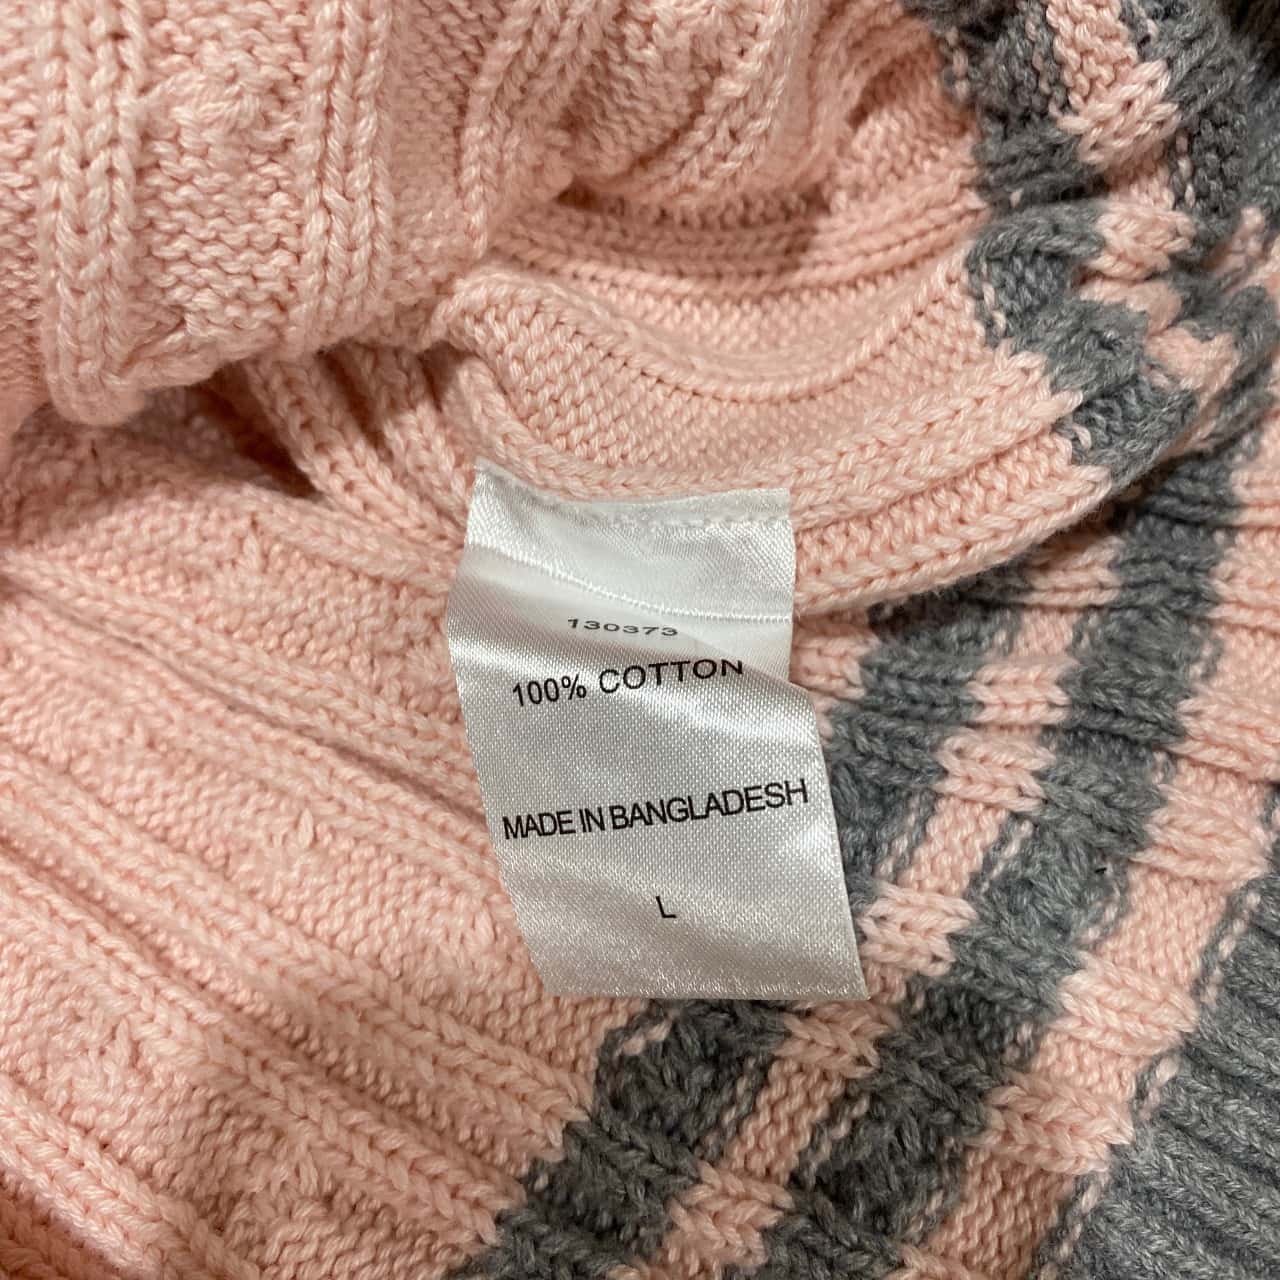 130373
100% COTTON
MADE IN BANGLADESH
L